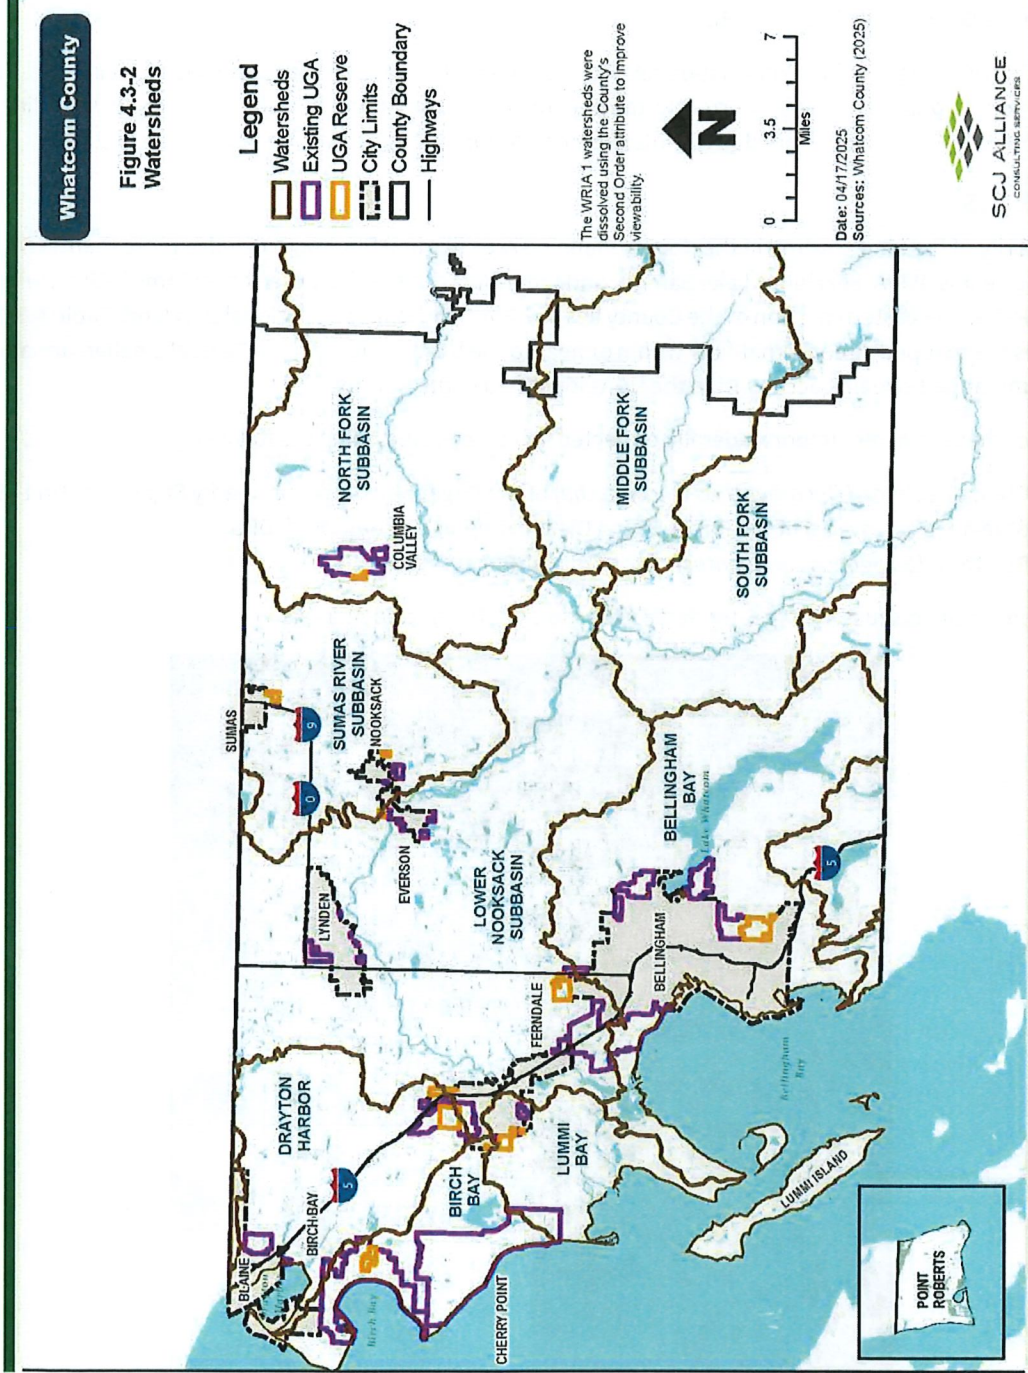 Whatcom County
Figure 4.3-2
Watersheds
Legend
Watersheds
Existing UGA
UGA Reserve
City Limits
County Boundary
Highways
The WRIA 1 watersheds were
dissolved using the County's
Second Order attribute to improve
viewability.
N
0 3.5 7
Miles
Date: 04/17/2025
Sources: Whatcom County (2025)
SCJ ALLIANCE
CONSULTING SERVICES
BLAINE
BIRCH BAY
Birch Bay
CHERRY POINT
DRAYTON
HARBOR
5
BIRCH
BAY
LUMMI
BAY
LUMMI ISLAND
POINT
ROBERTS
FERNDALE
LYNDEN
SUMAS
0
9
SUMAS RIVER
SUBBASIN
NOOKSACK
EVERSON
LOWER
NOOKSACK
SUBBASIN
BELLINGHAM
Bellingham
Bay
BELLINGHAM
BAY
Lake Whatcom
5
COLUMBIA
VALLEY
NORTH FORK
SUBBASIN
MIDDLE FORK
SUBBASIN
SOUTH FORK
SUBBASIN